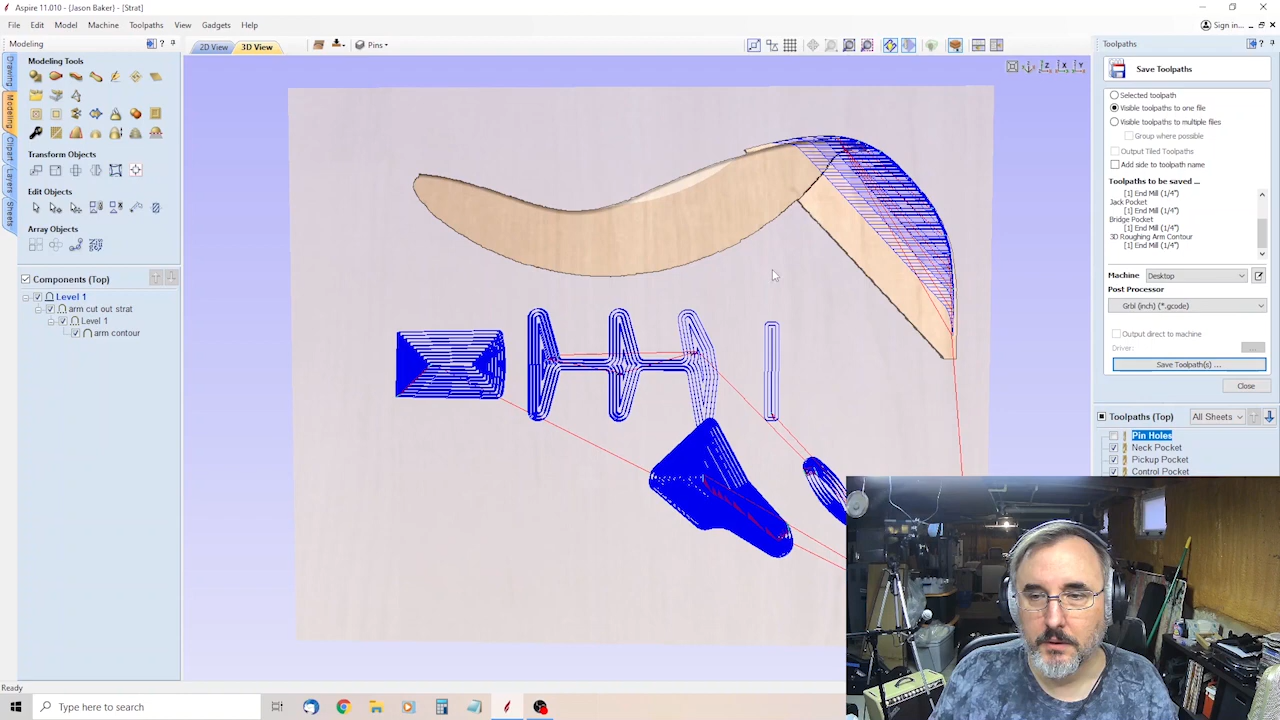 Aspire 11.010 - (Jason Baker) - [Strat]
File Edit Model Machine Toolpaths View Gadgets Help
Sign in...
Modeling
2D View 3D View
Pins
Toolpaths
Drawing
Modeling
Clipart
Layers
Sheets
Modeling Tools
Transform Objects
Edit Objects
Array Objects
Components (Top)
Level 1
arm cut out strat
Level 1
arm contour
Save Toolpaths
Selected toolpath
Visible toolpaths to one file
Visible toolpaths to multiple files
Group where possible
Output Tiled Toolpaths
Add side to toolpath name
Toolpaths to be saved ...
[1] End Mill (1/4")
Jack Pocket
[1] End Mill (1/4")
Bridge Pocket
[1] End Mill (1/4")
3D Roughing Arm Contour
[1] End Mill (1/4")
Machine Desktop
Post Processor
Grbl (inch) (*.gcode)
Output direct to machine
Driver: ...
Save Toolpath(s) ...
Close
Toolpaths (Top) All Sheets
Pin Holes
Neck Pocket
Pickup Pocket
Control Pocket
Ready
Type here to search